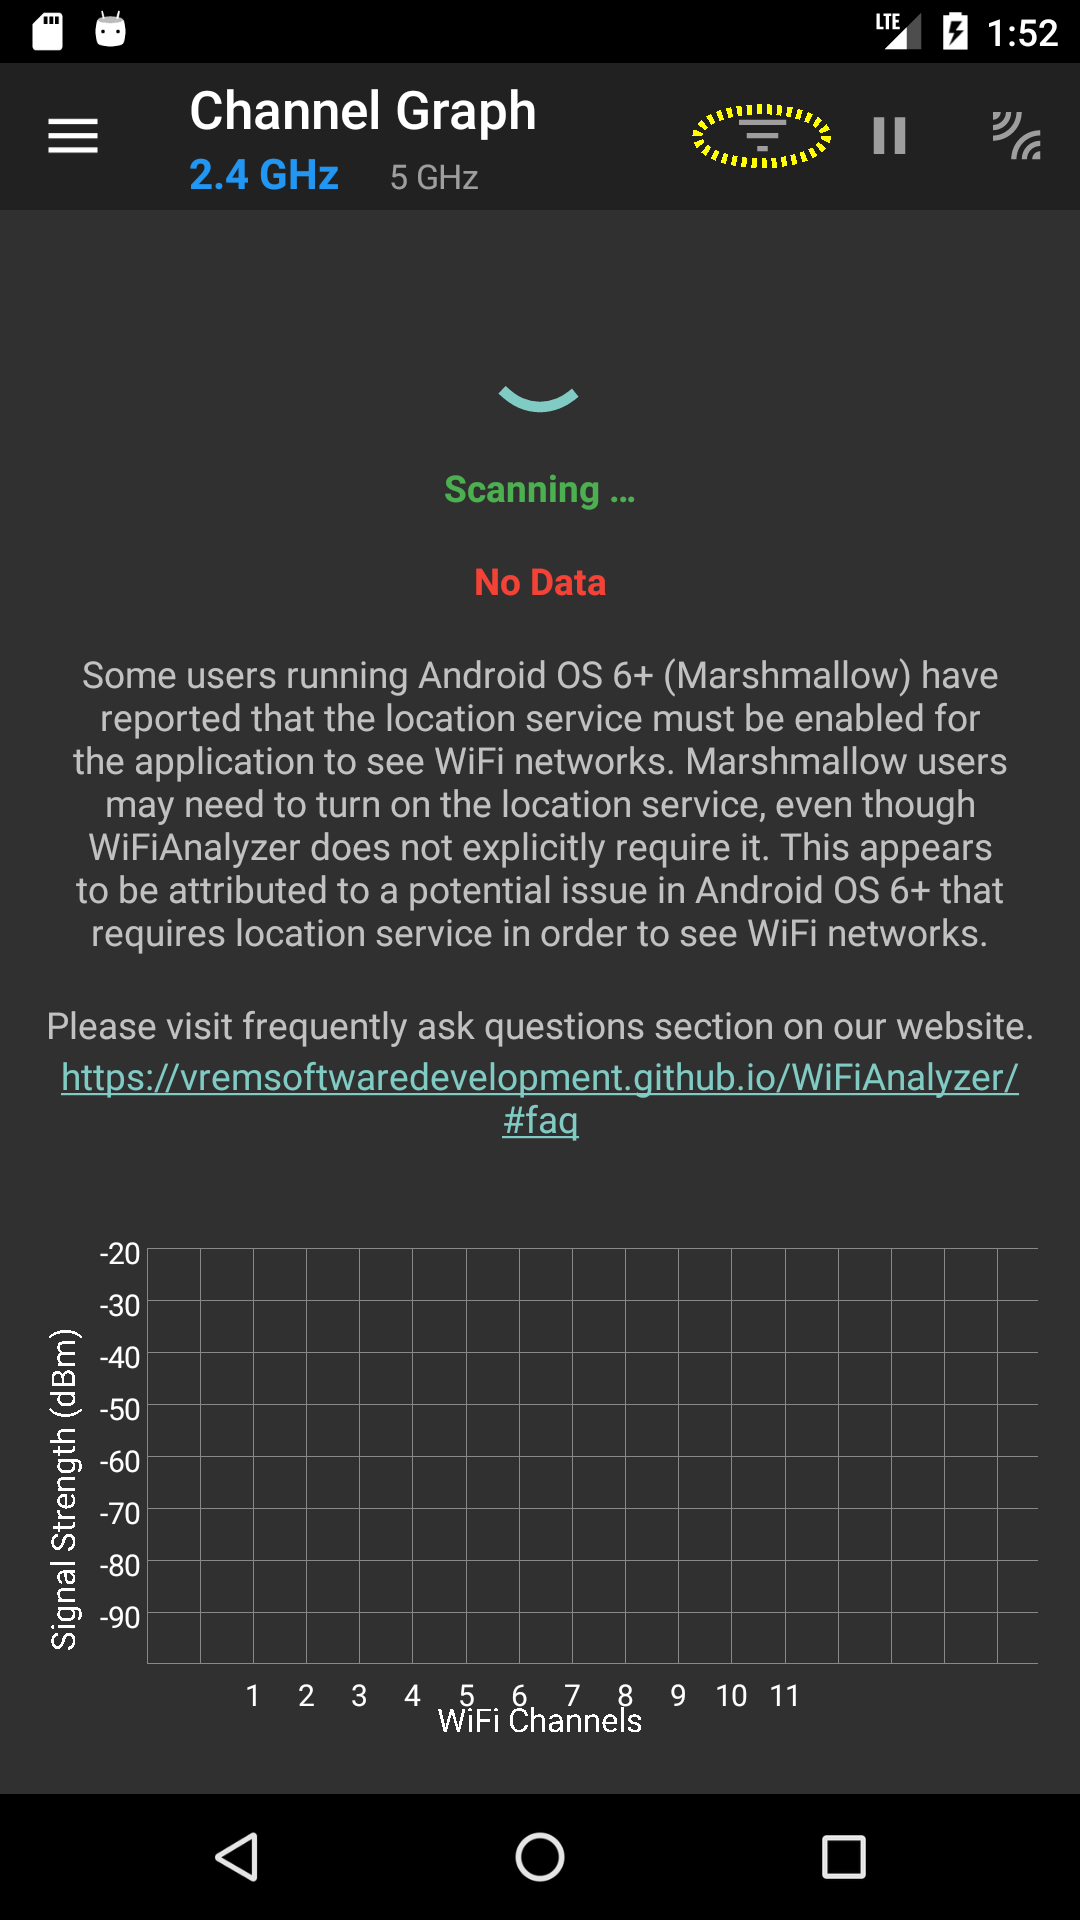 LTE 1:52
Channel Graph
2.4 GHz 5 GHz
Scanning ...
No Data
Some users running Android OS 6+ (Marshmallow) have
reported that the location service must be enabled for
the application to see WiFi networks. Marshmallow users
may need to turn on the location service, even though
WiFiAnalyzer does not explicitly require it. This appears
to be attributed to a potential issue in Android OS 6+ that
requires location service in order to see WiFi networks.
Please visit frequently ask questions section on our website.
https://vremsoftwaredevelopment.github.io/WiFiAnalyzer/
#faq
Signal Strength (dBm)
-20
-30
-40
-50
-60
-70
-80
-90
1 2 3 4 5 6 7 8 9 10 11
WiFi Channels